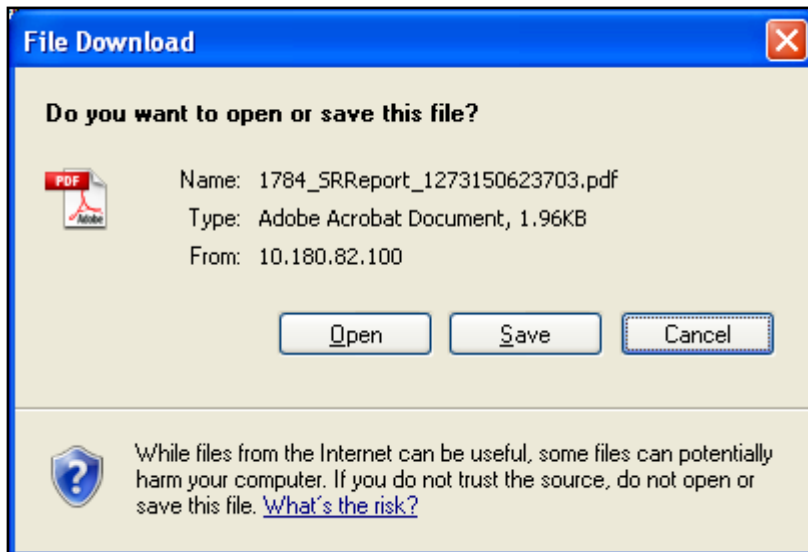 File Download
Do you want to open or save this file?
PDF
Adobe
Name: 1784_SRReport_1273150623703.pdf
Type: Adobe Acrobat Document, 1.96KB
From: 10.180.82.100
Open Save Cancel
While files from the Internet can be useful, some files can potentially
harm your computer. If you do not trust the source, do not open or
save this file. What's the risk?